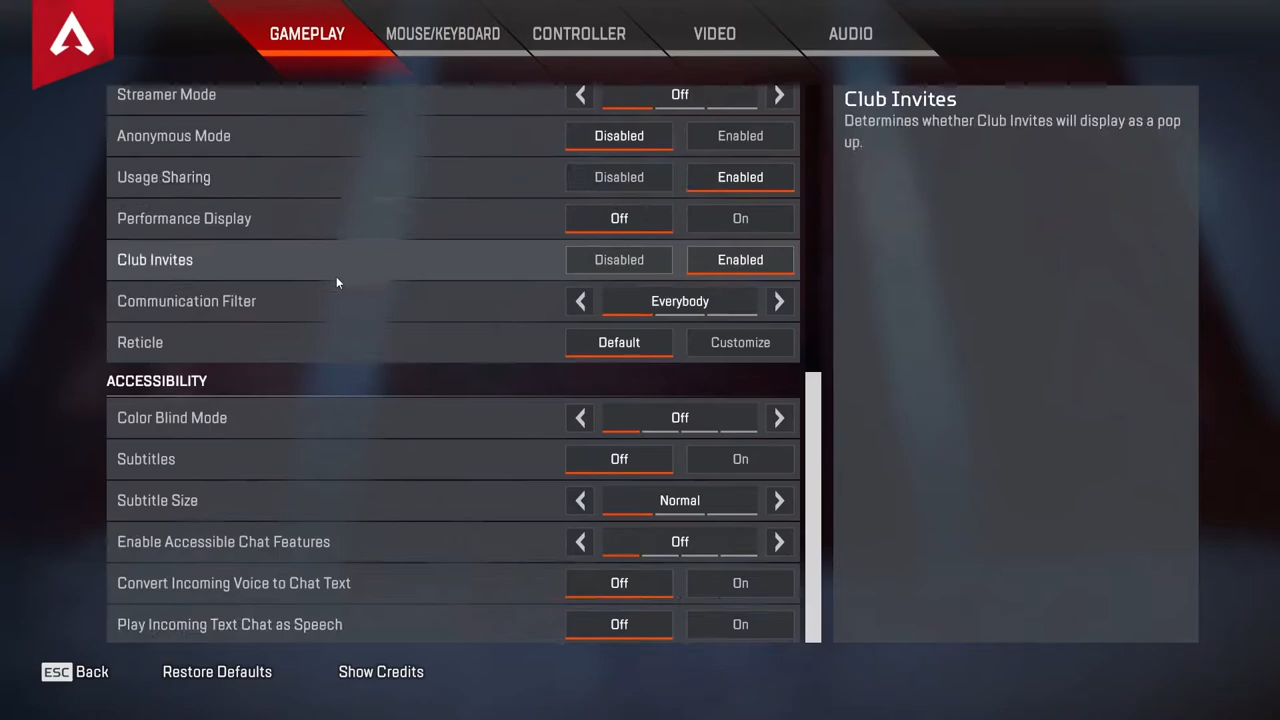 GAMEPLAY MOUSE/KEYBOARD CONTROLLER VIDEO AUDIO
Streamer Mode Off
Anonymous Mode Disabled Enabled
Usage Sharing Disabled Enabled
Performance Display Off On
Club Invites Disabled Enabled
Communication Filter Everybody
Reticle Default Customize
ACCESSIBILITY
Color Blind Mode Off
Subtitles Off On
Subtitle Size Normal
Enable Accessible Chat Features Off
Convert Incoming Voice to Chat Text Off On
Play Incoming Text Chat as Speech Off On
Club Invites
Determines whether Club Invites will display as a pop
up.
ESC Back Restore Defaults Show Credits